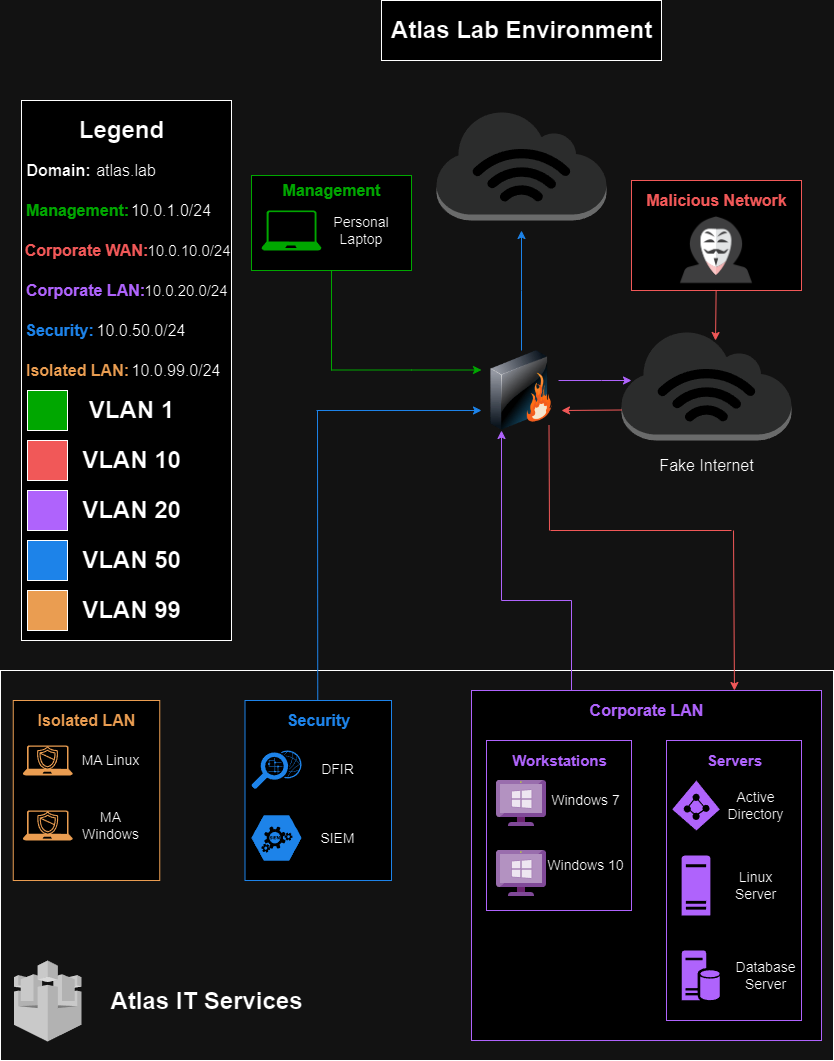 Atlas Lab Environment
Legend
Domain: atlas.lab
Management: 10.0.1.0/24
Corporate WAN:10.0.10.0/24
Corporate LAN:10.0.20.0/24
Security: 10.0.50.0/24
Isolated LAN: 10.0.99.0/24
VLAN 1
VLAN 10
VLAN 20
VLAN 50
VLAN 99
Management
Personal
Laptop
Malicious Network
Fake Internet
Isolated LAN
MA Linux
MA
Windows
Security
DFIR
SIEM
Corporate LAN
Workstations
Windows 7
Windows 10
Servers
Active
Directory
Linux
Server
Database
Server
Atlas IT Services